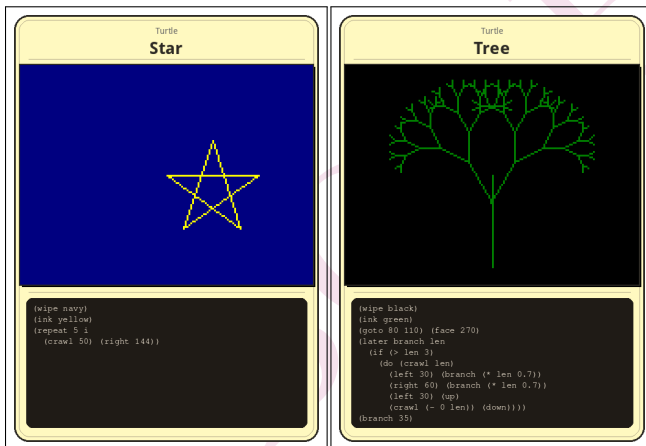 Turtle
Star
(wipe navy)
(ink yellow)
(repeat 5 i
  (crawl 50) (right 144))
Turtle
Tree
(wipe black)
(ink green)
(goto 80 110) (face 270)
(later branch len
  (if (> len 3)
    (do (crawl len)
      (left 30) (branch (* len 0.7))
      (right 60) (branch (* len 0.7))
      (left 30) (up)
      (crawl (- 0 len)) (down))))
(branch 35)